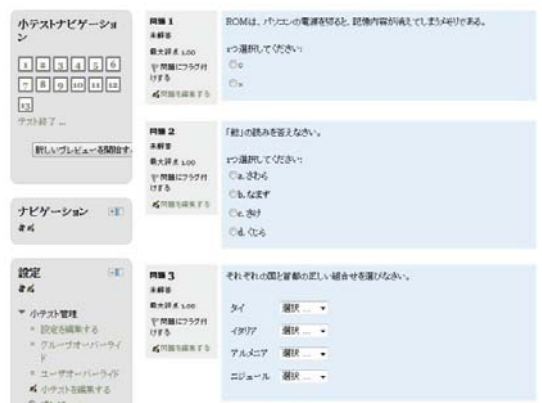 小テストナビゲーショ
ン
1 2 3 4 5 6
7 8 9 10 11 12
13
テスト終了 ...
新しいプレビューを開始す
ナビゲーション
設定
小テスト管理
設定を編集する
グループオーバーライ
ド
ユーザオーバーライド
小テストを編集する
問題 1
未解答
最大評点 1.00
問題にフラグ付
けする
問題を編集する
ROMは、パソコンの電源を切ると、記憶内容が消えてしまうメモリである。
1つ選択してください:
○
×
問題 2
未解答
最大評点 1.00
問題にフラグ付
けする
問題を編集する
の読みを答えなさい。
1つ選択してください:
a. さわら
b. なまず
c. さけ
d. くじら
問題 3
未解答
最大評点 1.00
問題にフラグ付
けする
問題を編集する
それぞれの国と首都の正しい組合せを選びなさい。
タイ 選択 ...
イタリア 選択 ...
アルメニア 選択 ...
ニジェール 選択 ...